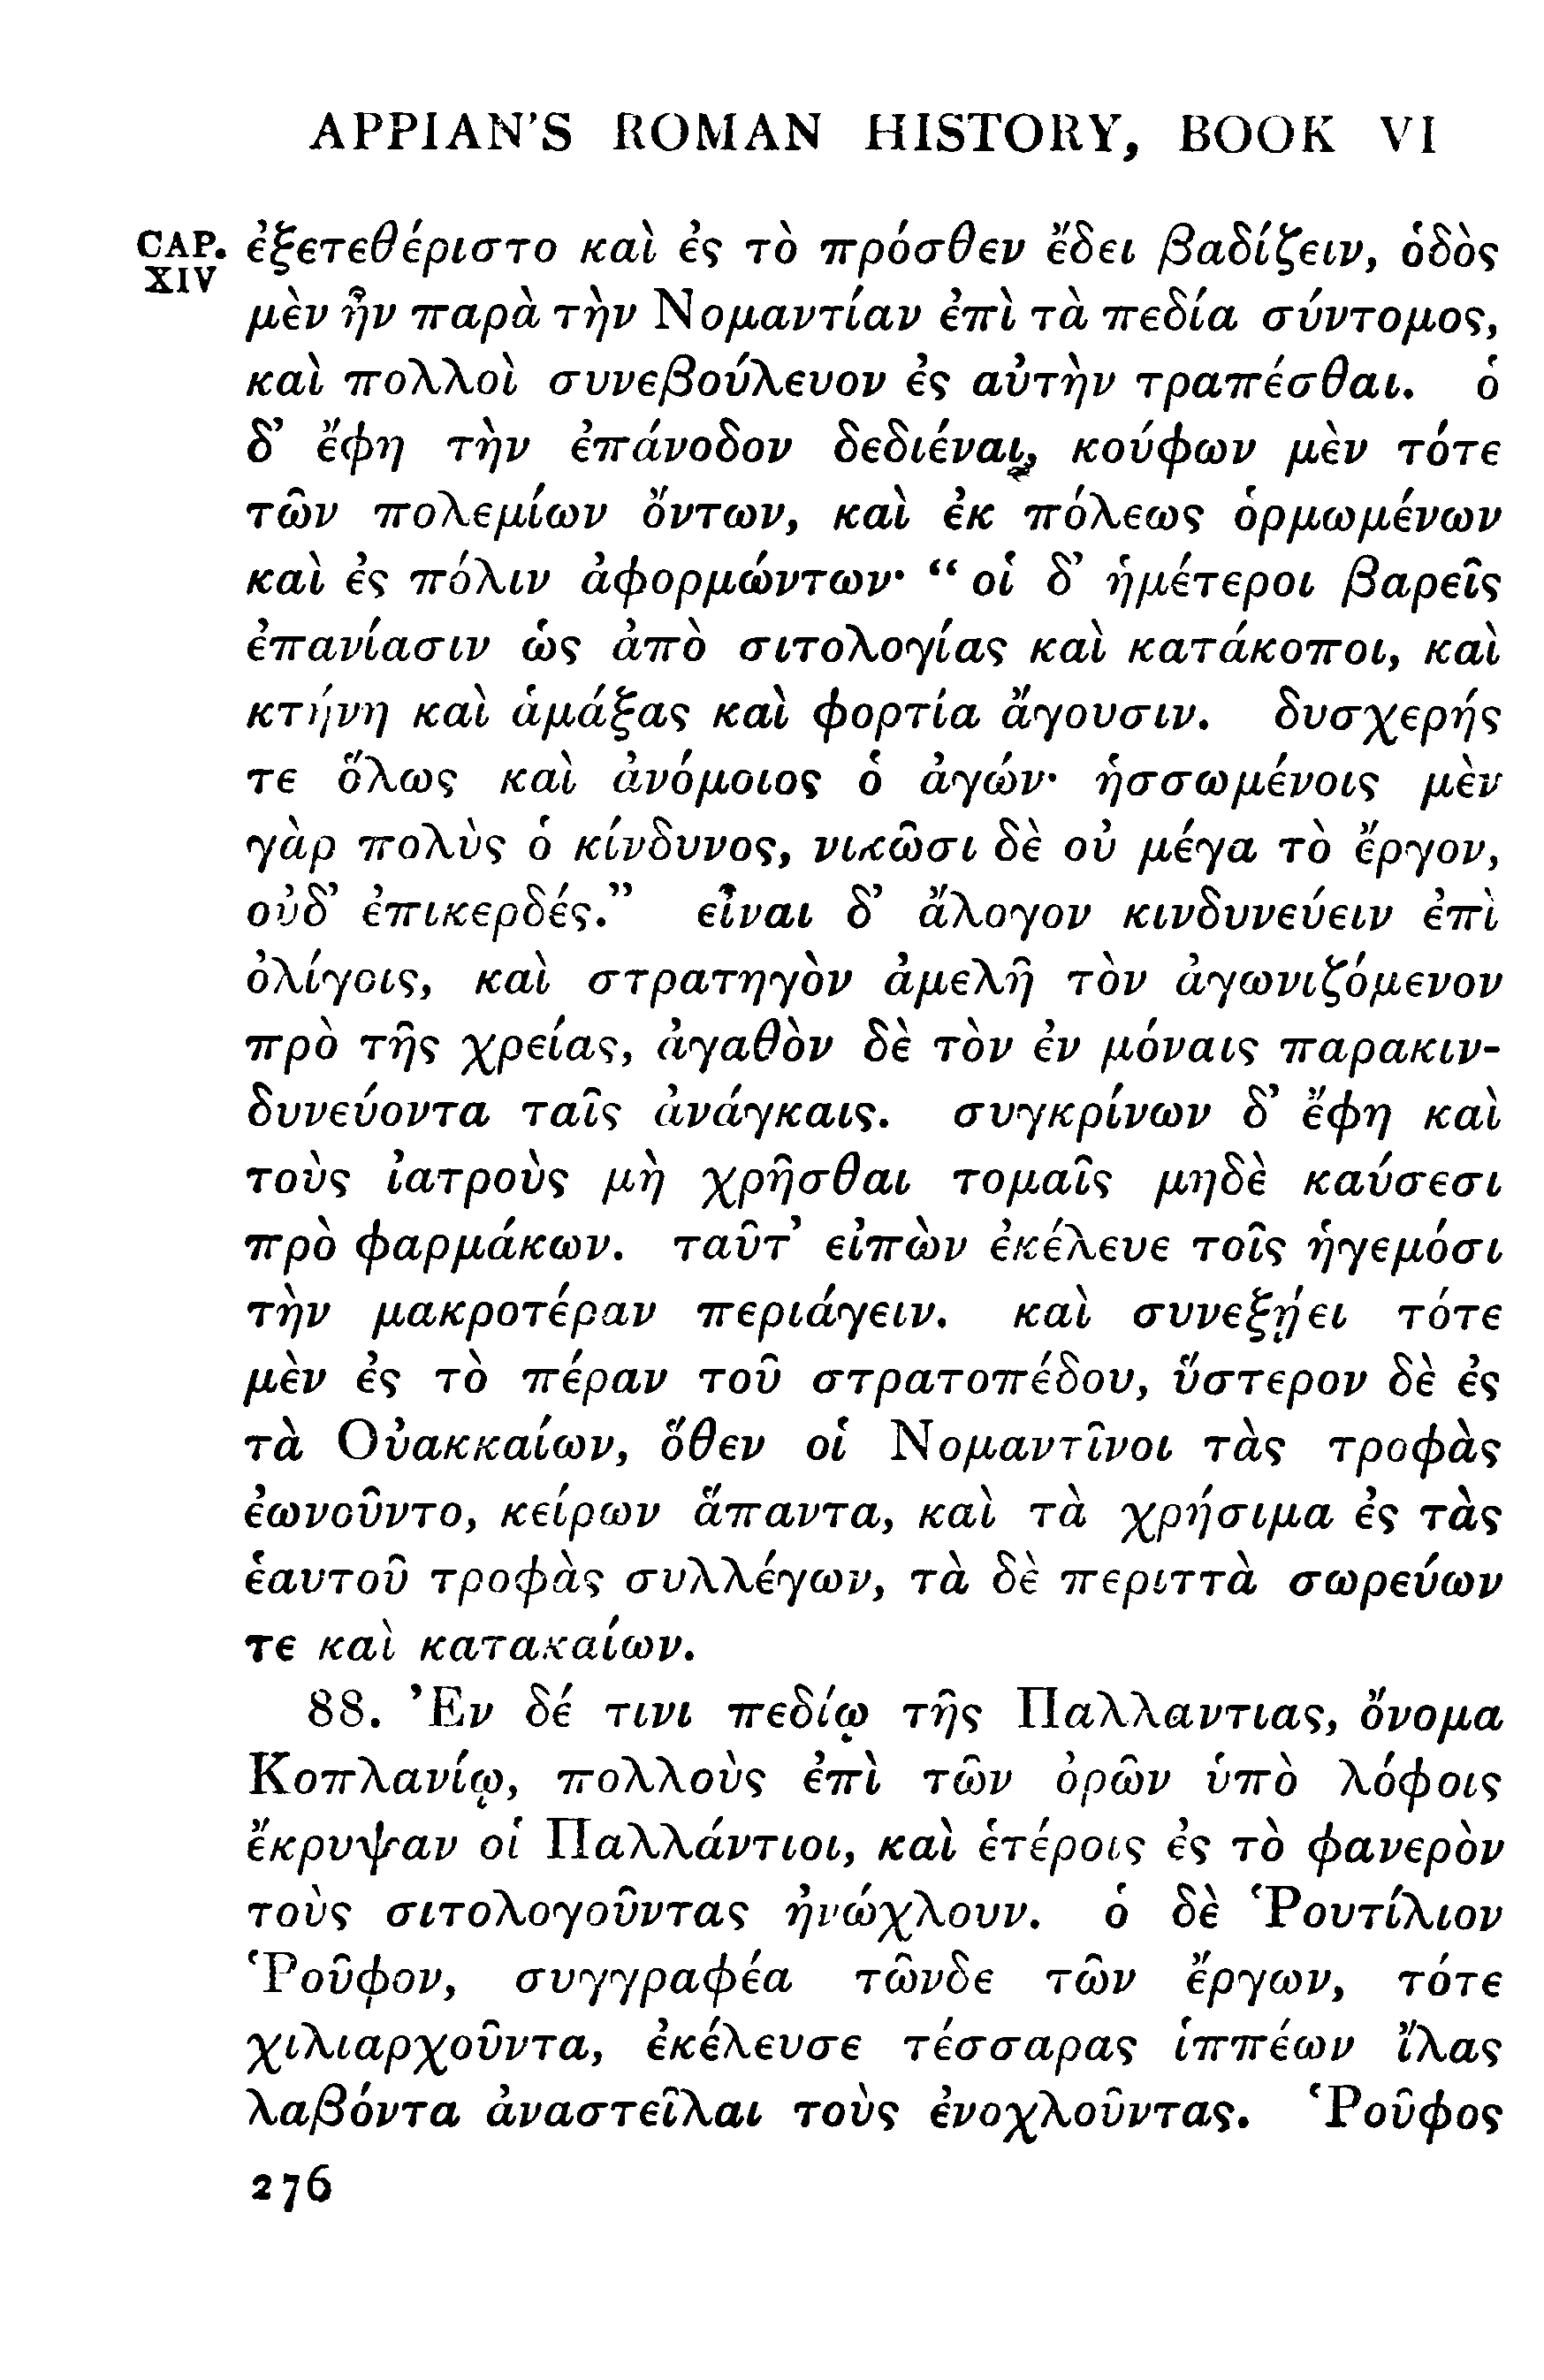 APPIAN'S ROMAN HISTORY, BOOK VI
CAP. XIV ἐξετεθέριστο καὶ ἐς τὸ πρόσθεν ἔδει βαδίζειν, ὁδὸς
μὲν ἦν παρὰ τὴν Νομαντίαν ἐπὶ τὰ πεδία σύντομος,
καὶ πολλοὶ συνεβούλευον ἐς αὐτὴν τραπέσθαι. ὁ
δ' ἔφη τὴν ἐπάνοδον δεδιέναι, κούφων μὲν τότε
τῶν πολεμίων ὄντων, καὶ ἐκ πόλεως ὁρμωμένων
καὶ ἐς πόλιν ἀφορμώντων· “οἱ δ' ἡμέτεροι βαρεῖς
ἐπανίασιν ὡς ἀπὸ σιτολογίας καὶ κατάκοποι, καὶ
κτήνη καὶ ἁμάξας καὶ φορτία ἄγουσιν. δυσχερής
τε ὅλως καὶ ἀνόμοιος ὁ ἀγών· ἡσσωμένοις μὲν
γὰρ πολὺς ὁ κίνδυνος, νικῶσι δὲ οὐ μέγα τὸ ἔργον,
οὐδ' ἐπικερδές.” εἶναι δ' ἄλογον κινδυνεύειν ἐπὶ
ὀλίγοις, καὶ στρατηγὸν ἀμελῆ τὸν ἀγωνιζόμενον
πρὸ τῆς χρείας, ἀγαθὸν δὲ τὸν ἐν μόναις παρακιν-
δυνεύοντα ταῖς ἀνάγκαις. συγκρίνων δ' ἔφη καὶ
τοὺς ἰατροὺς μὴ χρῆσθαι τομαῖς μηδὲ καύσεσι
πρὸ φαρμάκων. ταῦτ' εἰπὼν ἐκέλευε τοῖς ἡγεμόσι
τὴν μακροτέραν περιάγειν. καὶ συνεξῄει τότε
μὲν ἐς τὸ πέραν τοῦ στρατοπέδου, ὕστερον δὲ ἐς
τὰ Οὐακκαίων, ὅθεν οἱ Νομαντῖνοι τὰς τροφὰς
ἐωνοῦντο, κείρων ἅπαντα, καὶ τὰ χρήσιμα ἐς τὰς
ἑαυτοῦ τροφὰς συλλέγων, τὰ δὲ περιττὰ σωρεύων
τε καὶ κατακαίων.
88. Ἐν δέ τινι πεδίῳ τῆς Παλλαντιας, ὄνομα
Κοπλανίῳ, πολλοὺς ἐπὶ τῶν ὀρῶν ὑπὸ λόφοις
ἔκρυψαν οἱ Παλλάντιοι, καὶ ἑτέροις ἐς τὸ φανερὸν
τοὺς σιτολογοῦντας ἠνώχλουν. ὁ δὲ Ῥουτίλιον
Ῥοῦφον, συγγραφέα τῶνδε τῶν ἔργων, τότε
χιλιαρχοῦντα, ἐκέλευσε τέσσαρας ἱππέων ἴλας
λαβόντα ἀναστεῖλαι τοὺς ἐνοχλοῦντας. Ῥοῦφος
276